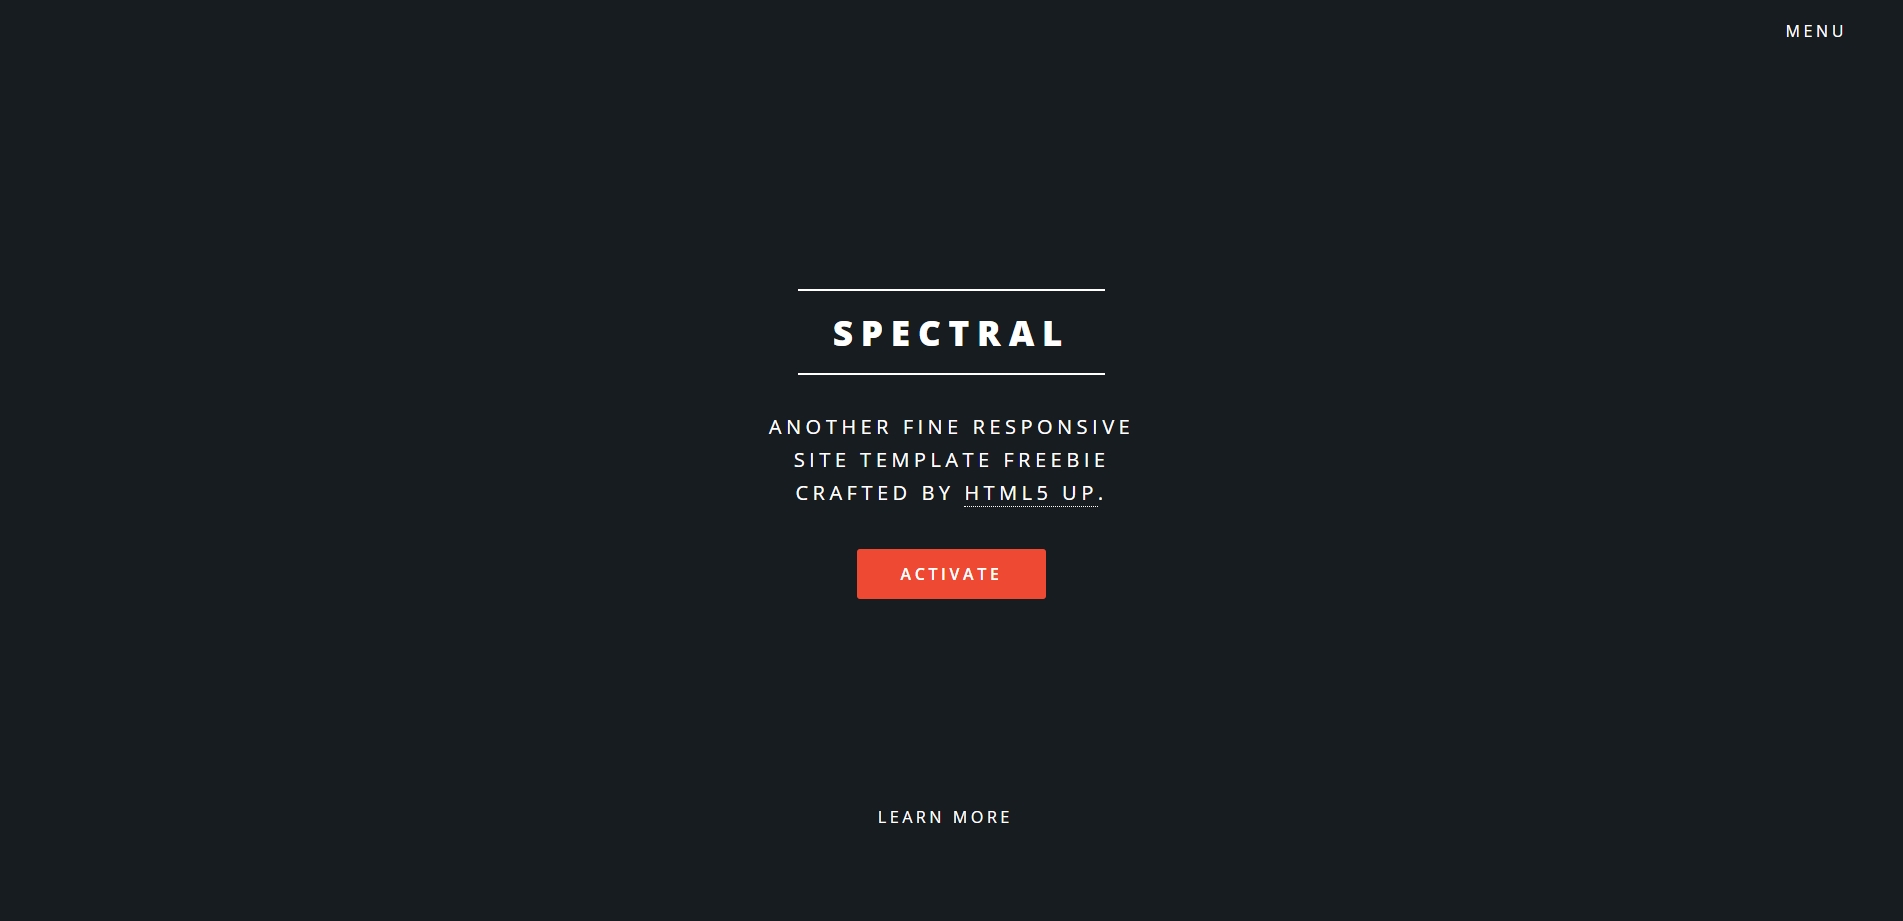 MENU
SPECTRAL
ANOTHER FINE RESPONSIVE
SITE TEMPLATE FREEBIE
CRAFTED BY HTML5 UP.
ACTIVATE
LEARN MORE